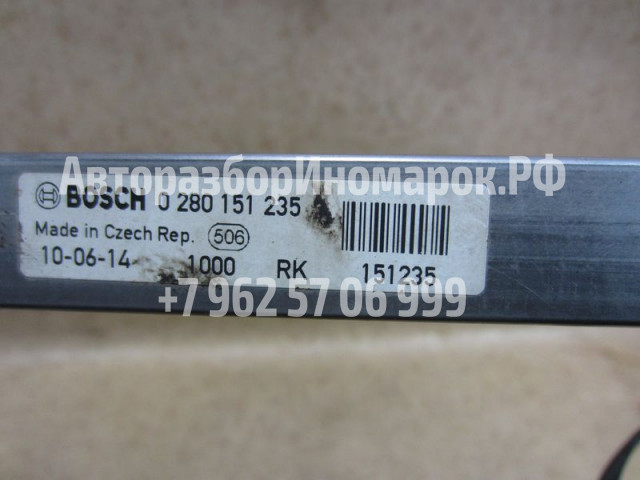 АвторазборИномарок.РФ
BOSCH 0 280 151 235
Made in Czech Rep. 506
10-06-14 1000 RK 151235
+7 962 57 06 999